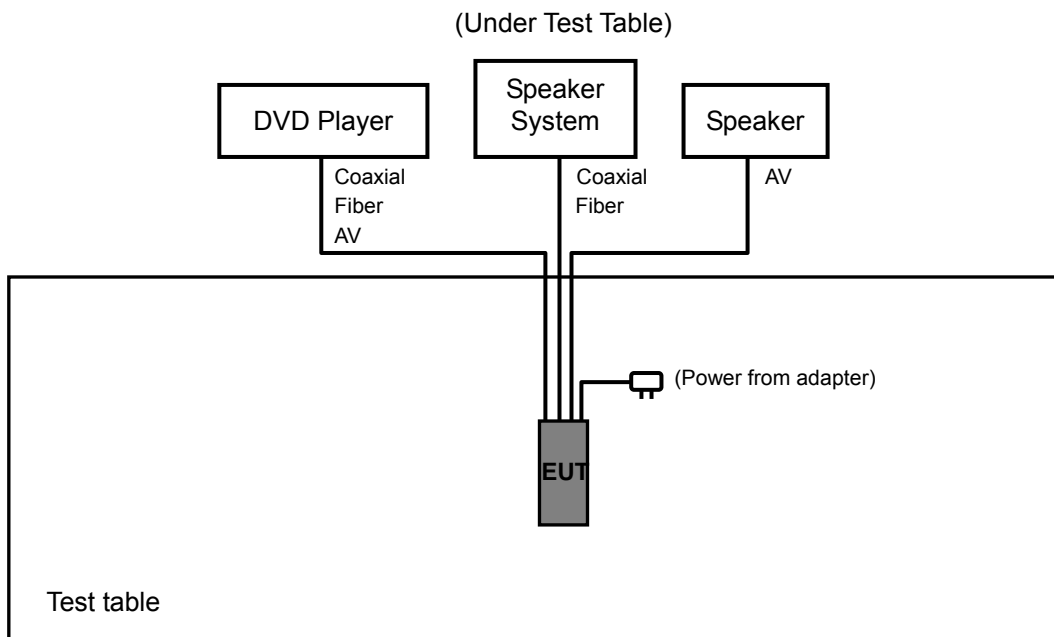 (Under Test Table)
DVD Player
Speaker
System
Speaker
Coaxial
Fiber
AV
Coaxial
Fiber
AV
(Power from adapter)
EUT
Test table